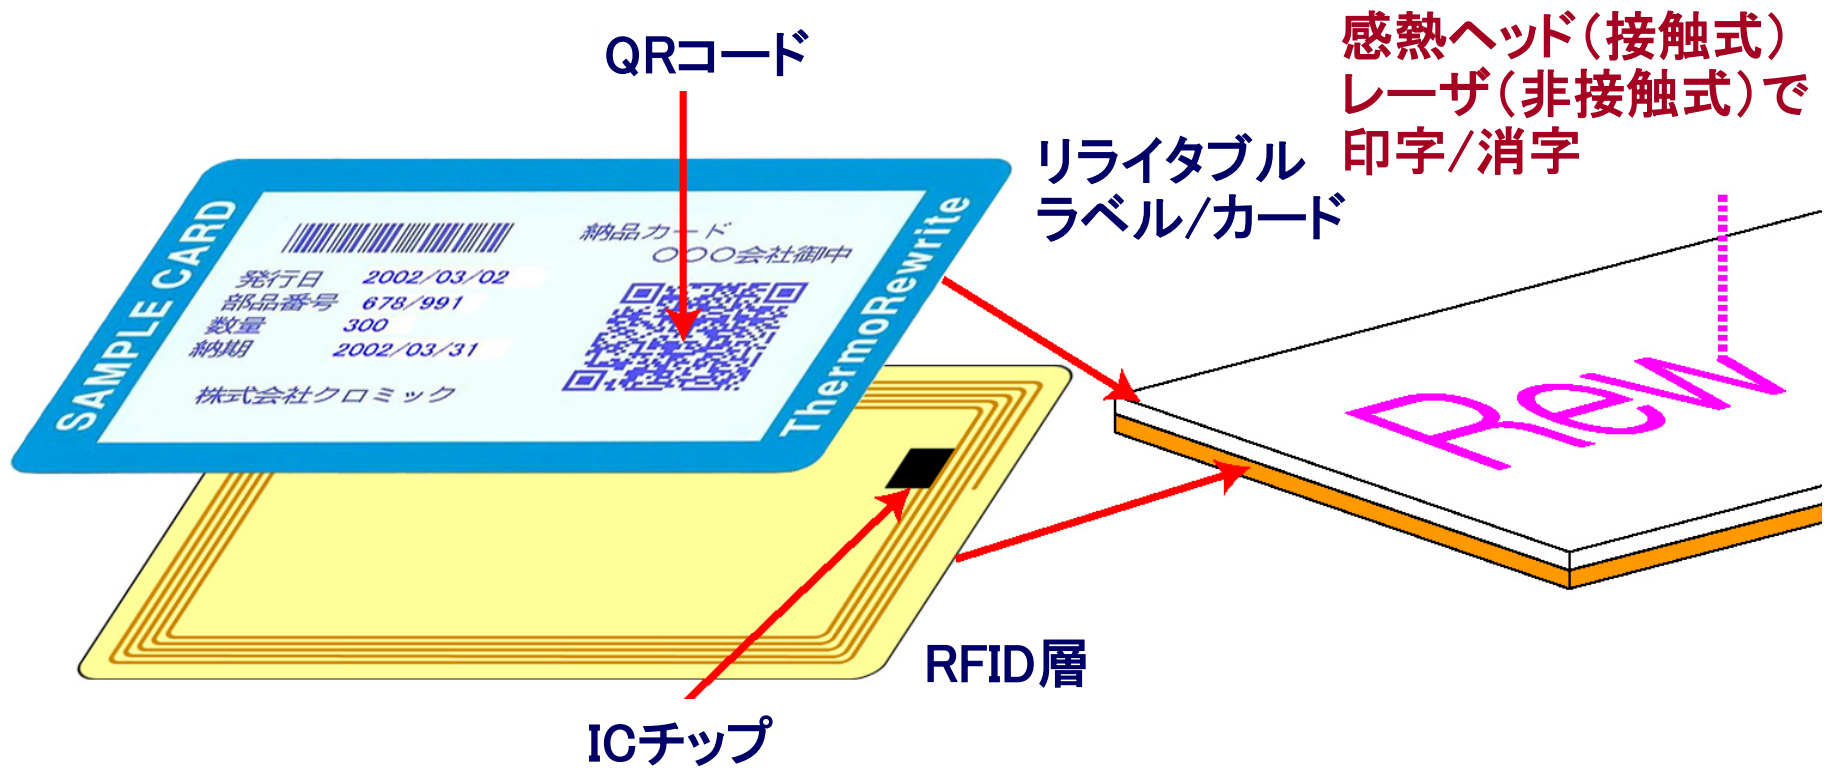 QRコード
感熱ヘッド(接触式)
レーザ(非接触式)で
印字/消字
リライタブル
ラベル/カード
SAMPLE CARD
納品カード
○○○会社御中
発行日 2002/03/02
部品番号 678/991
数量 300
納期 2002/03/31
株式会社クロミック
ThermoRewrite
Rew
RFID層
ICチップ